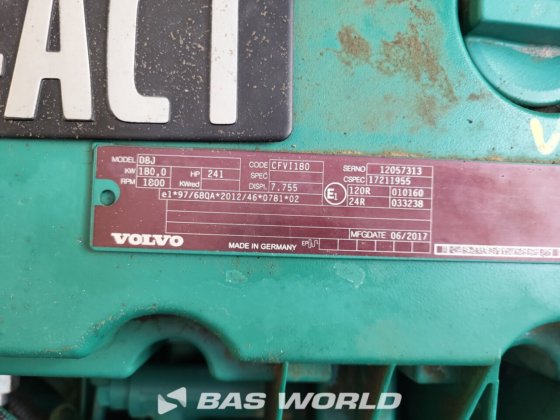 ACT
MODEL D8J CODE CFVI180 SERNO 12057313
KW 180,0 HP 241 SPEC CSPEC 17211955
RPM 1800 KWred DISPL 7.755 E1 120R 010160
24R 033238
e1*97/68QA*2012/46*0781*02
VOLVO MADE IN GERMANY EP MFGDATE 06/2017
V
BAS WORLD